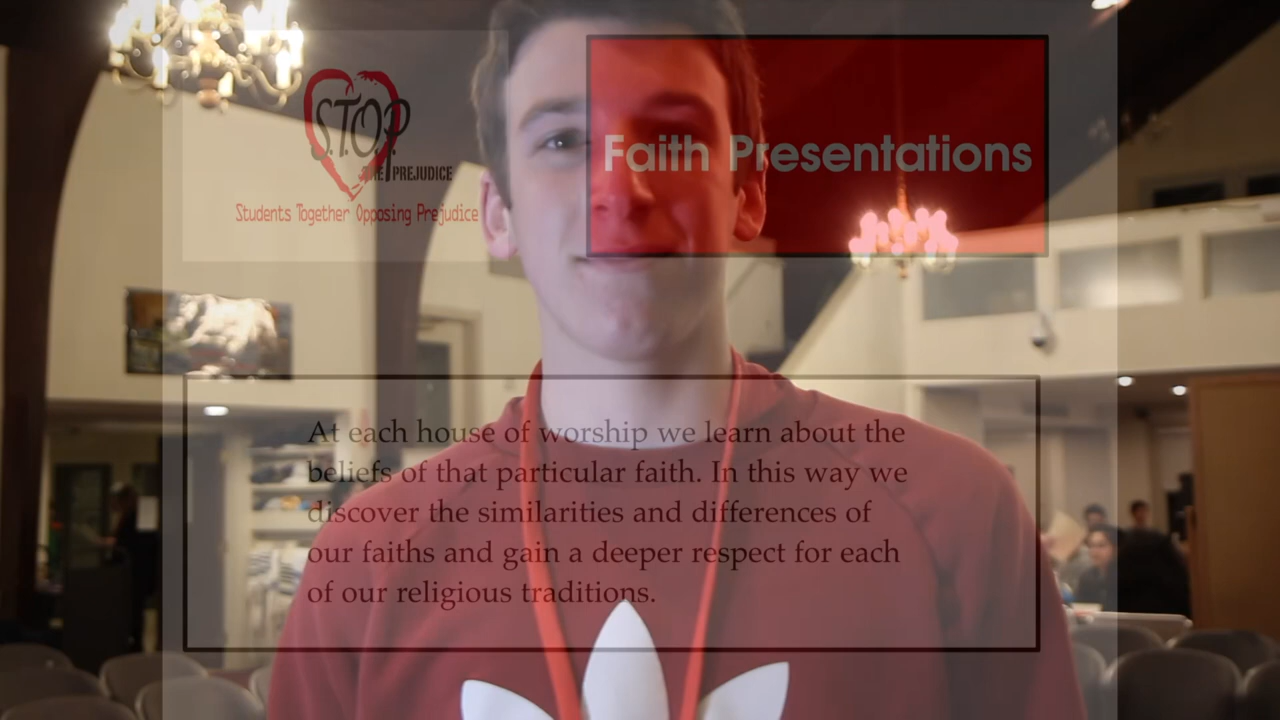 S.T.O.P
THE PREJUDICE
Students Together Opposing Prejudice
Faith Presentations
At each house of worship we learn about the
beliefs of that particular faith. In this way we
discover the similarities and differences of
our faiths and gain a deeper respect for each
of our religious traditions.